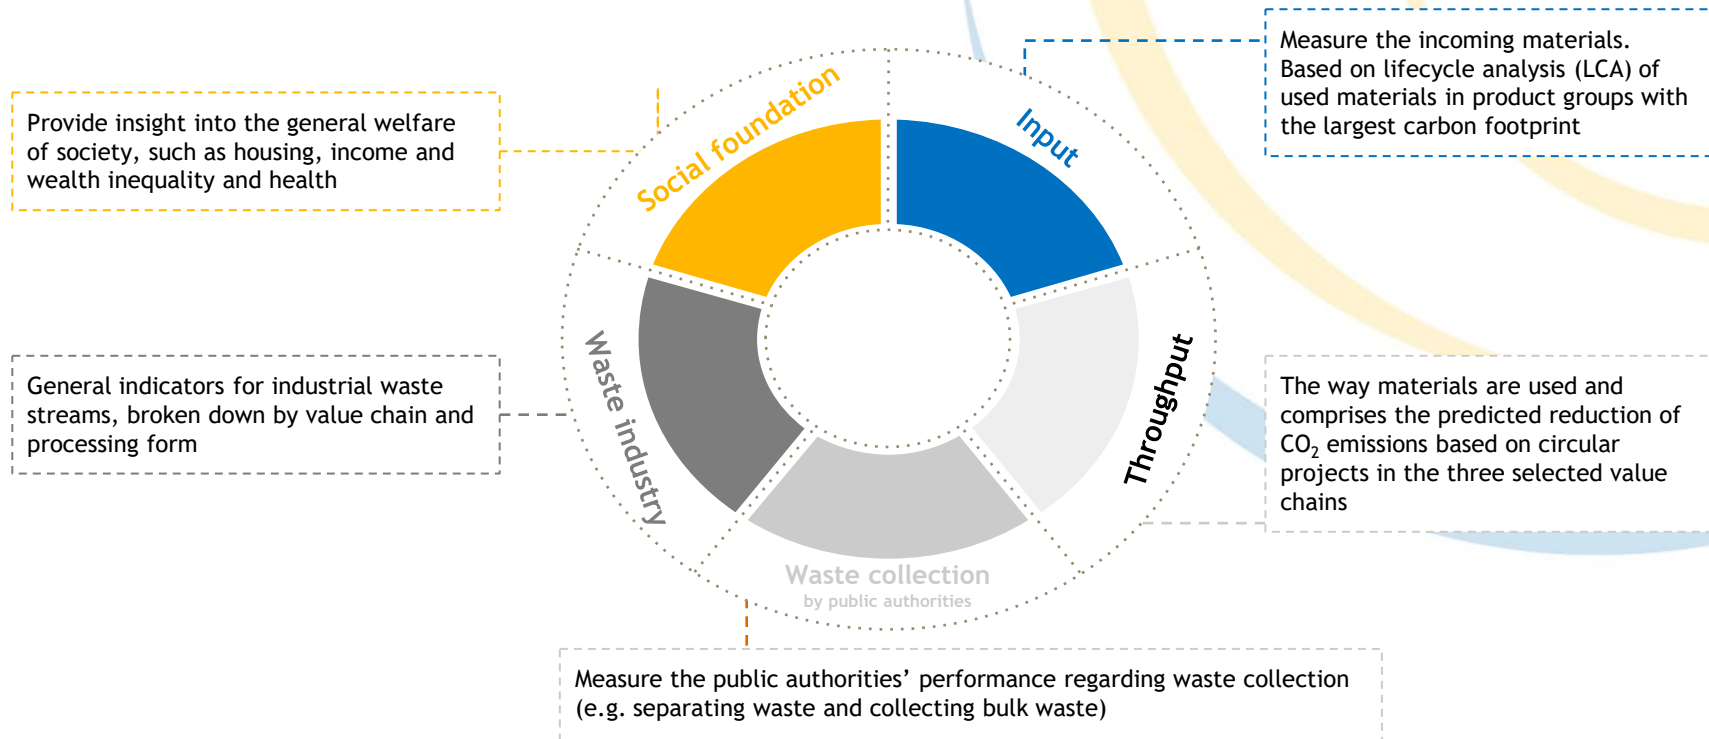 Measure the incoming materials.
Based on lifecycle analysis (LCA) of
used materials in product groups with
the largest carbon footprint
Provide insight into the general welfare
of society, such as housing, income and
wealth inequality and health
Social foundation
Input
Waste industry
Throughput
General indicators for industrial waste
streams, broken down by value chain and
processing form
The way materials are used and
comprises the predicted reduction of
CO₂ emissions based on circular
projects in the three selected value
chains
Waste collection
by public authorities
Measure the public authorities’ performance regarding waste collection
(e.g. separating waste and collecting bulk waste)